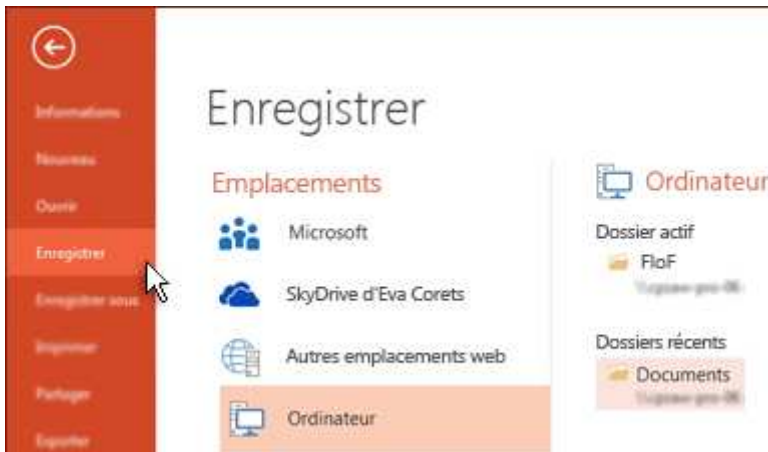 Informations
Nouveau
Ouvrir
Enregistrer
Enregistrer sous
Imprimer
Partager
Exporter
Enregistrer
Emplacements
Microsoft
SkyDrive d'Eva Corets
Autres emplacements web
Ordinateur
Ordinateur
Dossier actif
FloF
Dossiers récents
Documents